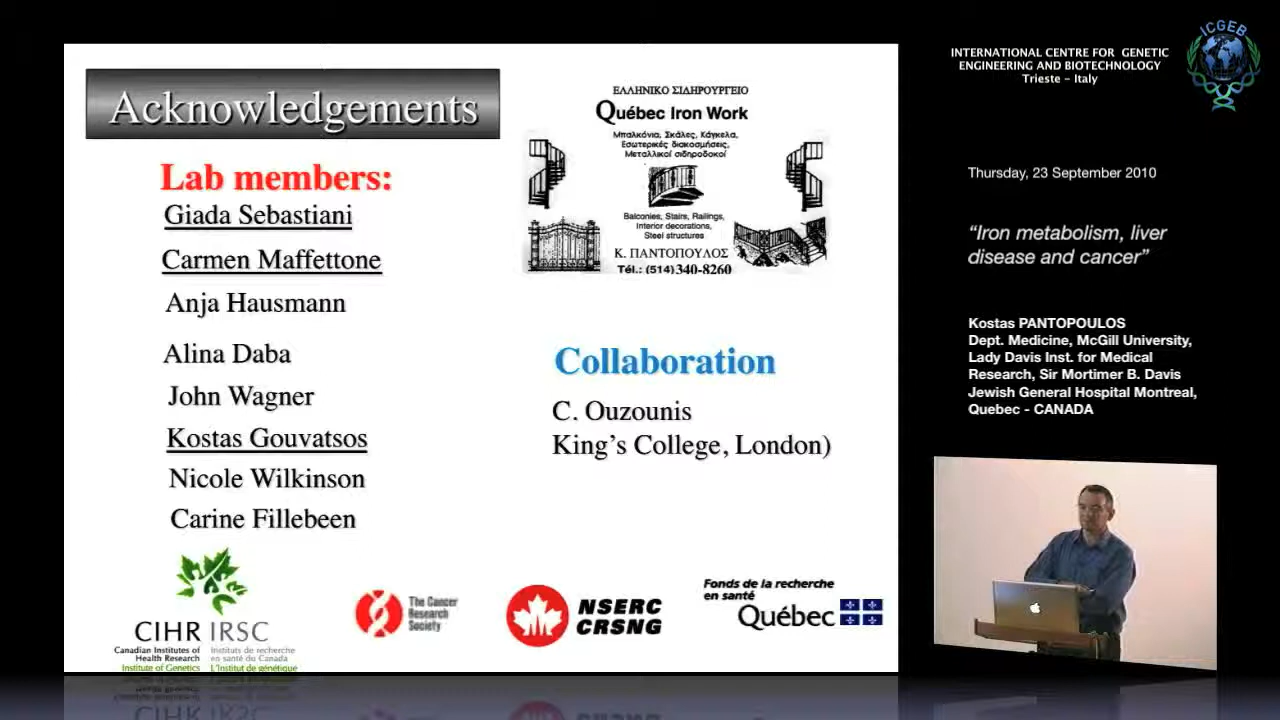 Acknowledgements
Lab members:
Giada Sebastiani
Carmen Maffettone
Anja Hausmann
Alina Daba
John Wagner
Kostas Gouvatsos
Nicole Wilkinson
Carine Fillebeen
ΕΛΛΗΝΙΚΟ ΣΙΔΗΡΟΥΡΓΕΙΟ
Québec Iron Work
Μπαλκόνια, Σκάλες, Κάγκελα,
Εσωτερικές διακοσμήσεις,
Μεταλλικοί σιδηροδοκοί
Balconies, Stairs, Railings,
Interior decorations,
Steel structures
Κ. ΠΑΝΤΟΠΟΥΛΟΣ
Tél.: (514) 340-8260
Collaboration
C. Ouzounis
King's College, London)
CIHR IRSC
Canadian Institutes of Health Research
Instituts de recherche en santé du Canada
Institute of Genetics
L'Institut de génétique
The Cancer
Research
Society
NSERC
CRSNG
Fonds de la recherche
en santé
Québec
ICGEB
INTERNATIONAL CENTRE FOR GENETIC
ENGINEERING AND BIOTECHNOLOGY
Trieste – Italy
Thursday, 23 September 2010
“Iron metabolism, liver
disease and cancer”
Kostas PANTOPOULOS
Dept. Medicine, McGill University,
Lady Davis Inst. for Medical
Research, Sir Mortimer B. Davis
Jewish General Hospital Montreal,
Quebec - CANADA